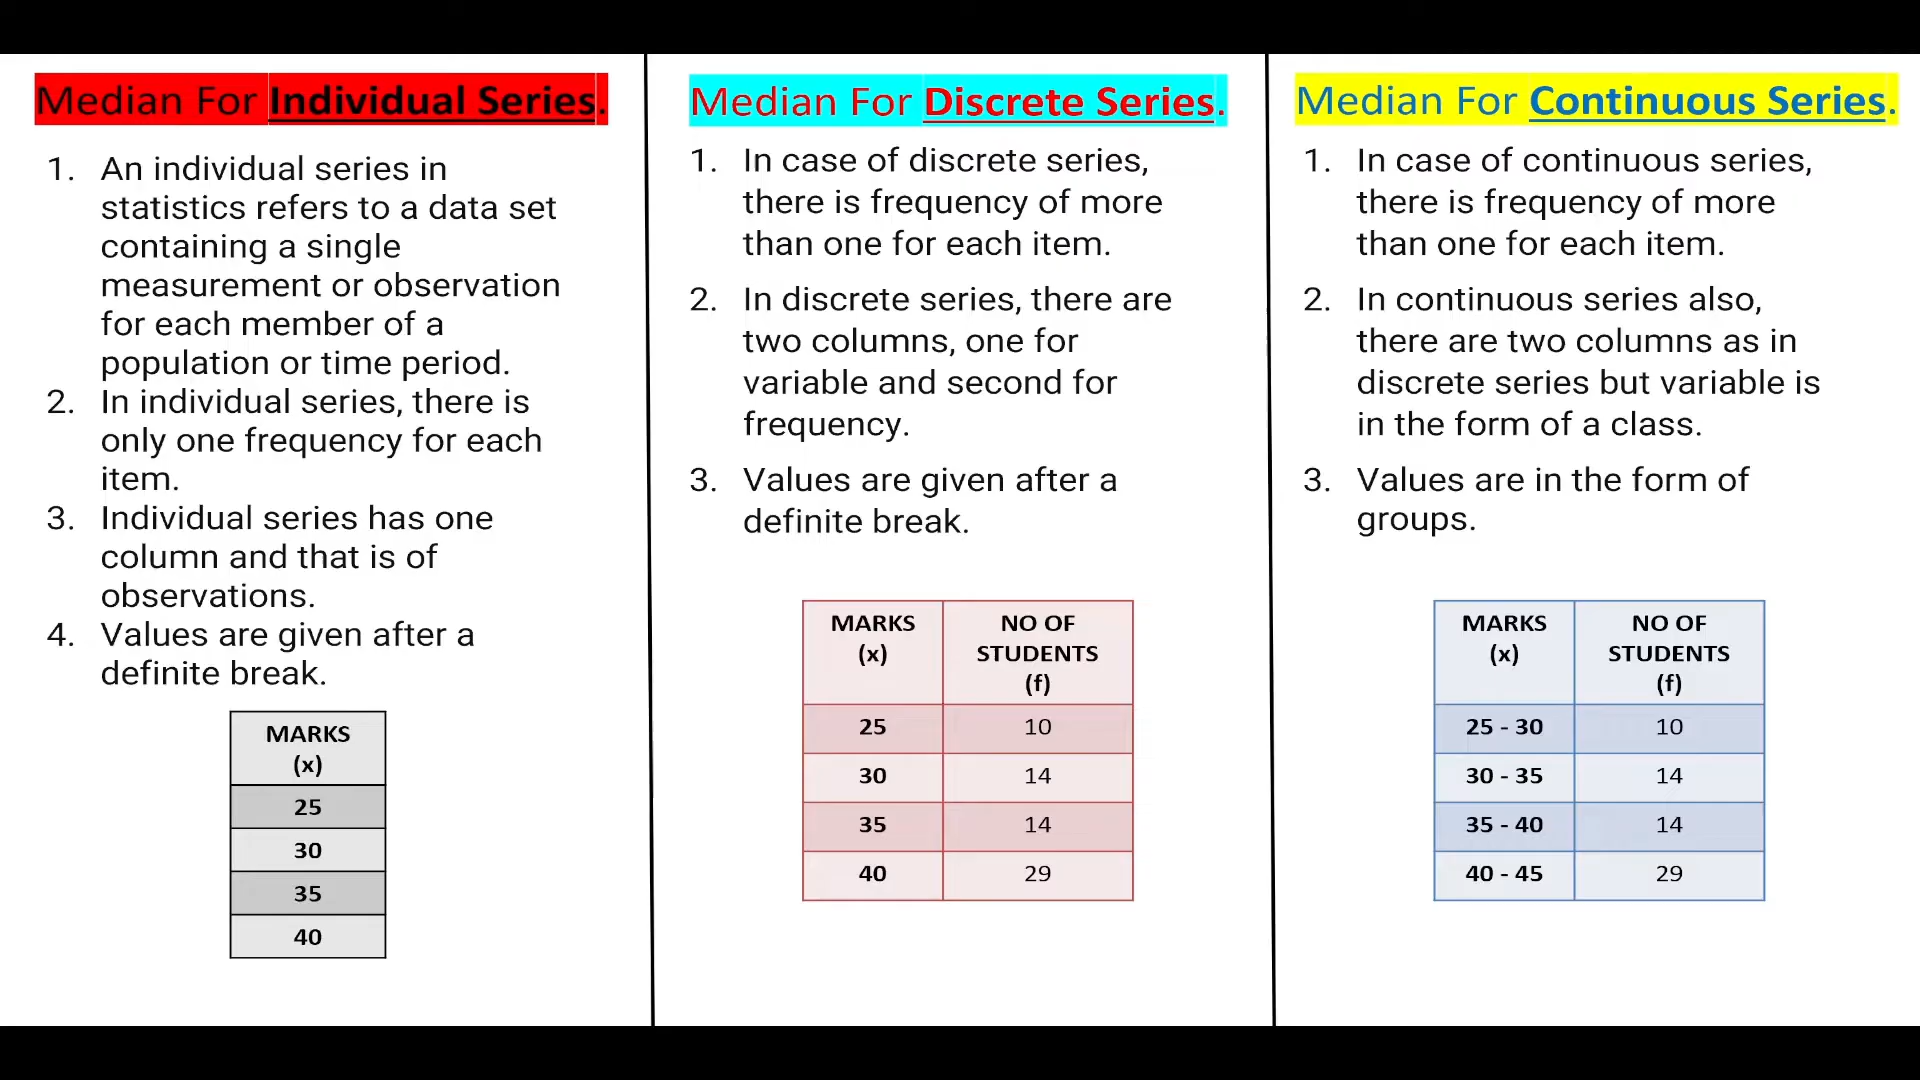 Median For Individual Series.
1. An individual series in
statistics refers to a data set
containing a single
measurement or observation
for each member of a
population or time period.
2. In individual series, there is
only one frequency for each
item.
3. Individual series has one
column and that is of
observations.
4. Values are given after a
definite break.
MARKS
(x)
25
30
35
40
Median For Discrete Series.
1. In case of discrete series,
there is frequency of more
than one for each item.
2. In discrete series, there are
two columns, one for
variable and second for
frequency.
3. Values are given after a
definite break.
MARKS NO OF
(x) STUDENTS
(f)
25 10
30 14
35 14
40 29
Median For Continuous Series.
1. In case of continuous series,
there is frequency of more
than one for each item.
2. In continuous series also,
there are two columns as in
discrete series but variable is
in the form of a class.
3. Values are in the form of
groups.
MARKS NO OF
(x) STUDENTS
(f)
25 - 30 10
30 - 35 14
35 - 40 14
40 - 45 29